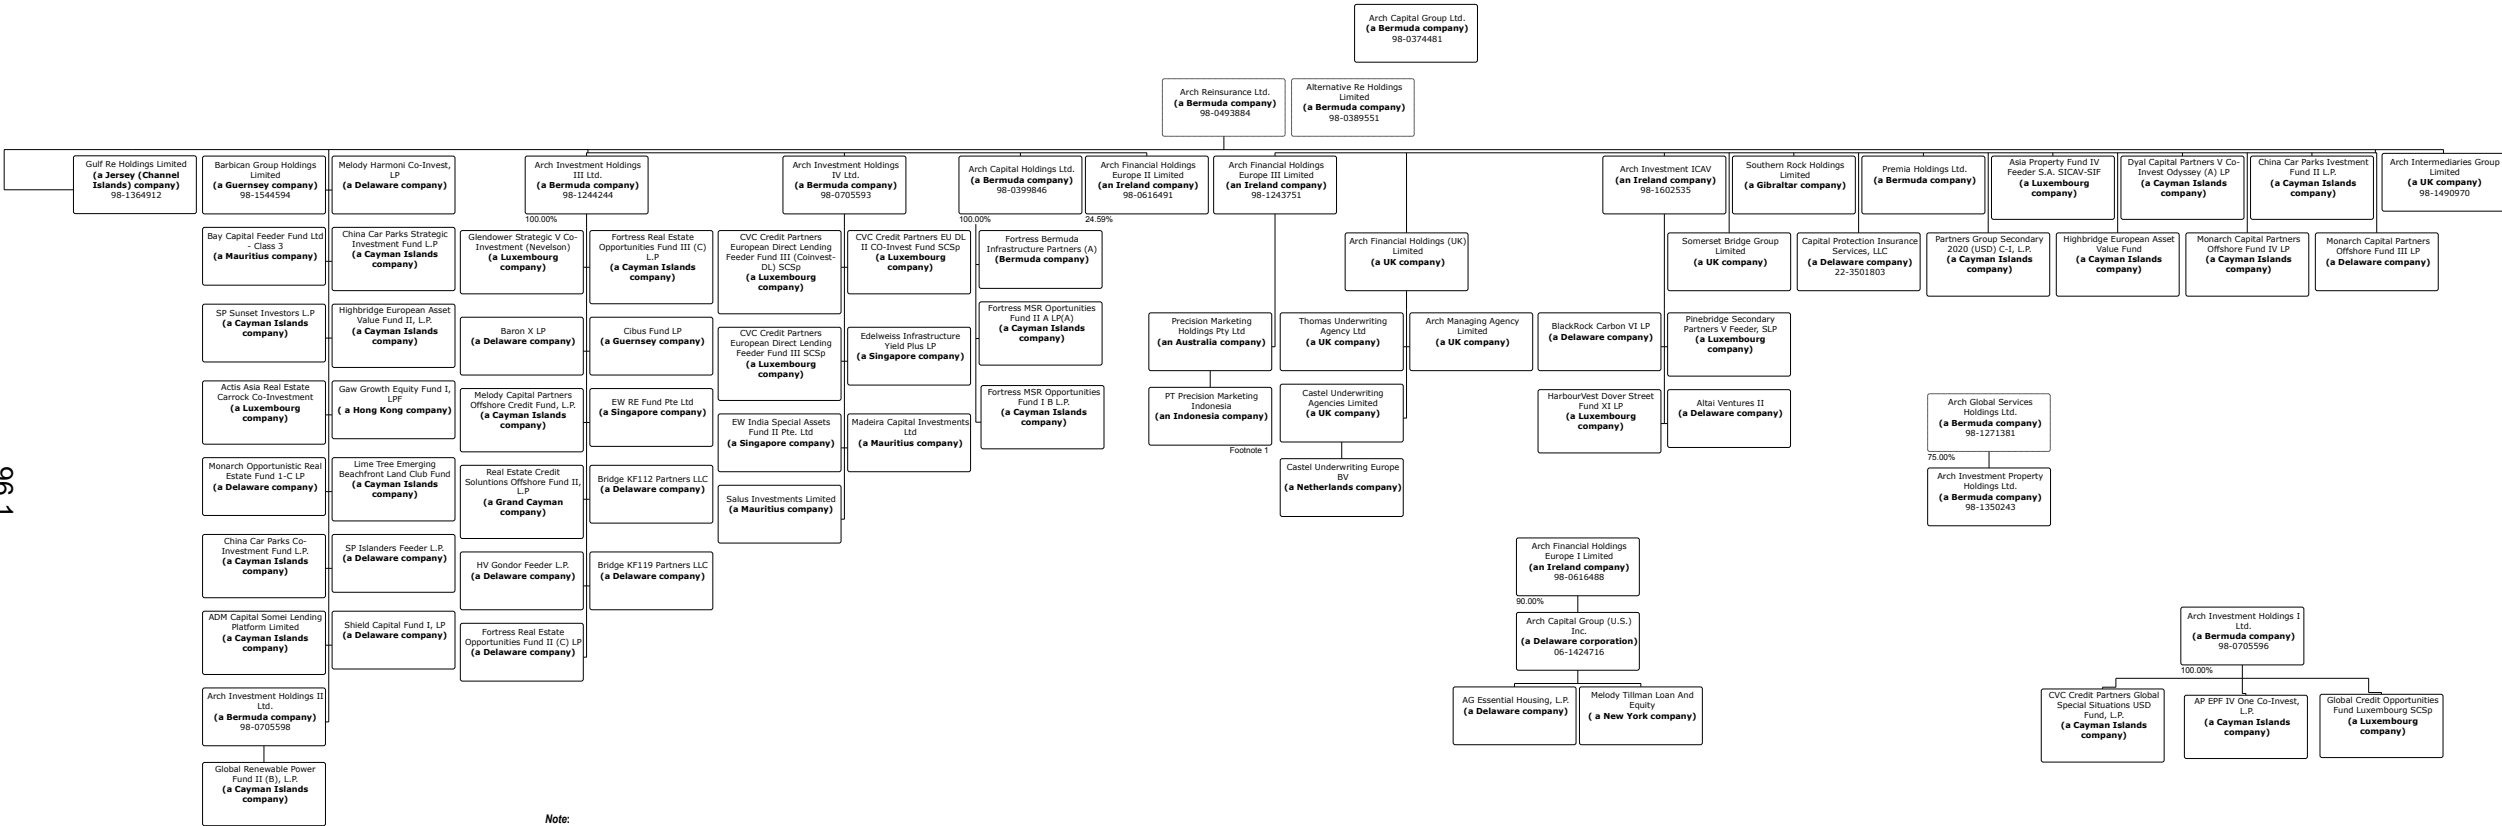 Arch Capital Group Ltd.
(a Bermuda company)
98-0374481
Arch Reinsurance Ltd.
(a Bermuda company)
98-0493884
Alternative Re Holdings
Limited
(a Bermuda company)
98-0389551
Gulf Re Holdings Limited
(a Jersey (Channel
Islands) company)
98-1364912
Barbican Group Holdings
Limited
(a Guernsey company)
98-1544594
Melody Harmoni Co-Invest,
LP
(a Delaware company)
Arch Investment Holdings
III Ltd.
(a Bermuda company)
98-1244244
100.00%
Arch Investment Holdings
IV Ltd.
(a Bermuda company)
98-0705593
Arch Capital Holdings Ltd.
(a Bermuda company)
98-0399846
100.00%
Arch Financial Holdings
Europe II Limited
(an Ireland company)
98-0616491
24.59%
Arch Financial Holdings
Europe III Limited
(an Ireland company)
98-1243751
Arch Investment ICAV
(an Ireland company)
98-1602535
Southern Rock Holdings
Limited
(a Gibraltar company)
Premia Holdings Ltd.
(a Bermuda company)
Asia Property Fund IV
Feeder S.A. SICAV-SIF
(a Luxembourg
company)
Dyal Capital Partners V Co-
Invest Odyssey (A) LP
(a Cayman Islands
company)
China Car Parks Ivestment
Fund II L.P.
(a Cayman Islands
company)
Arch Intermediaries Group
Limited
(a UK company)
98-1490970
Bay Capital Feeder Fund Ltd
- Class 3
(a Mauritius company)
China Car Parks Strategic
Investment Fund L.P
(a Cayman Islands
company)
Glendower Strategic V Co-
Investment (Nevelson)
(a Luxembourg
company)
Fortress Real Estate
Opportunities Fund III (C)
L.P
(a Cayman Islands
company)
CVC Credit Partners
European Direct Lending
Feeder Fund III (Coinvest-
DL) SCSp
(a Luxembourg
company)
CVC Credit Partners EU DL
II CO-Invest Fund SCSp
(a Luxembourg
company)
Fortress Bermuda
Infrastructure Partners (A)
(Bermuda company)
Arch Financial Holdings (UK)
Limited
(a UK company)
Somerset Bridge Group
Limited
(a UK company)
Capital Protection Insurance
Services, LLC
(a Delaware company)
22-3501803
Partners Group Secondary
2020 (USD) C-I, L.P.
(a Cayman Islands
company)
Highbridge European Asset
Value Fund
(a Cayman Islands
company)
Monarch Capital Partners
Offshore Fund IV LP
(a Cayman Islands
company)
Monarch Capital Partners
Offshore Fund III LP
(a Delaware company)
SP Sunset Investors L.P
(a Cayman Islands
company)
Highbridge European Asset
Value Fund II, L.P.
(a Cayman Islands
company)
Baron X LP
(a Delaware company)
Cibus Fund LP
(a Guernsey company)
CVC Credit Partners
European Direct Lending
Feeder Fund III SCSp
(a Luxembourg
company)
Edelweiss Infrastructure
Yield Plus LP
(a Singapore company)
Fortress MSR Oportunities
Fund II A LP(A)
(a Cayman Islands
company)
Precision Marketing
Holdings Pty Ltd
(an Australia company)
Thomas Underwriting
Agency Ltd
(a UK company)
Arch Managing Agency
Limited
(a UK company)
BlackRock Carbon VI LP
(a Delaware company)
Pinebridge Secondary
Partners V Feeder, SLP
(a Luxembourg
company)
Actis Asia Real Estate
Carrock Co-Investment
(a Luxembourg
company)
Gaw Growth Equity Fund I,
LPF
( a Hong Kong company)
Melody Capital Partners
Offshore Credit Fund, L.P.
(a Cayman Islands
company)
EW RE Fund Pte Ltd
(a Singapore company)
EW India Special Assets
Fund II Pte. Ltd
(a Singapore company)
Madeira Capital Investments
Ltd
(a Mauritius company)
Fortress MSR Opportunities
Fund I B L.P.
(a Cayman Islands
company)
PT Precision Marketing
Indonesia
(an Indonesia company)
Footnote 1
Castel Underwriting
Agencies Limited
(a UK company)
HarbourVest Dover Street
Fund XI LP
(a Luxembourg
company)
Altai Ventures II
(a Delaware company)
Arch Global Services
Holdings Ltd.
(a Bermuda company)
98-1271381
75.00%
Monarch Opportunistic Real
Estate Fund 1-C LP
(a Delaware company)
Lime Tree Emerging
Beachfront Land Club Fund
(a Cayman Islands
company)
Real Estate Credit
Soluntions Offshore Fund II,
L.P
(a Grand Cayman
company)
Bridge KF112 Partners LLC
(a Delaware company)
Salus Investments Limited
(a Mauritius company)
Castel Underwriting Europe
BV
(a Netherlands company)
Arch Investment Property
Holdings Ltd.
(a Bermuda company)
98-1350243
96.1
China Car Parks Co-
Investment Fund L.P.
(a Cayman Islands
company)
SP Islanders Feeder L.P.
(a Delaware company)
HV Gondor Feeder L.P.
(a Delaware company)
Bridge KF119 Partners LLC
(a Delaware company)
Arch Financial Holdings
Europe I Limited
(an Ireland company)
98-0616488
90.00%
ADM Capital Somei Lending
Platform Limited
(a Cayman Islands
company)
Shield Capital Fund I, LP
(a Delaware company)
Fortress Real Estate
Opportunities Fund II (C) LP
(a Delaware company)
Arch Capital Group (U.S.)
Inc.
(a Delaware corporation)
06-1424716
Arch Investment Holdings I
Ltd.
(a Bermuda company)
98-0705596
100.00%
Arch Investment Holdings II
Ltd.
(a Bermuda company)
98-0705598
AG Essential Housing, L.P.
(a Delaware company)
Melody Tillman Loan And
Equity
( a New York company)
CVC Credit Partners Global
Special Situations USD
Fund, L.P.
(a Cayman Islands
company)
AP EPF IV One Co-Invest,
L.P.
(a Cayman Islands
company)
Global Credit Opportunities
Fund Luxembourg SCSp
(a Luxembourg
company)
Global Renewable Power
Fund II (B), L.P.
(a Cayman Islands
company)
Note: